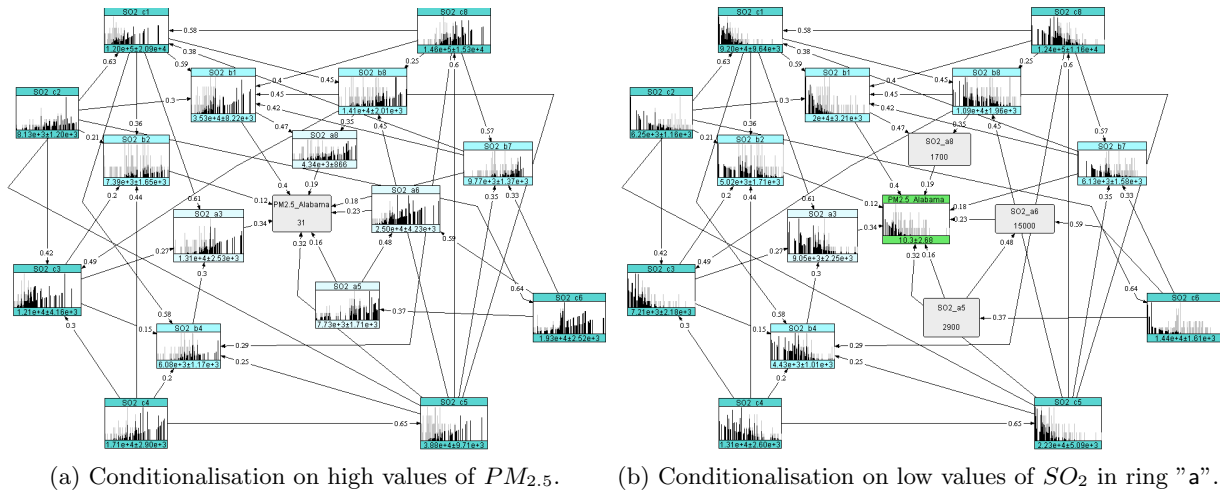 SO2_c1
1.20e+5±2.09e+4
SO2_c8
1.46e+5±1.53e+4
SO2_c2
8.13e+3±1.20e+3
SO2_b1
3.53e+4±8.22e+3
SO2_b8
1.41e+4±2.01e+3
SO2_b2
7.39e+3±1.65e+3
SO2_a8
4.34e+3±866
SO2_b7
9.77e+3±1.37e+3
PM2.5_Alabama
31
SO2_a6
2.50e+4±4.23e+3
SO2_a3
1.31e+4±2.53e+3
SO2_c3
1.21e+4±4.16e+3
SO2_a5
7.73e+3±1.71e+3
SO2_c6
1.93e+4±2.52e+3
SO2_b4
6.08e+3±1.17e+3
SO2_c4
1.71e+4±2.90e+3
SO2_c5
3.88e+4±9.71e+3
0.58
0.63
0.38
0.59
0.45
0.25
0.4
0.3
0.45
0.42
0.36
0.21
0.47
0.35
0.45
0.57
0.2
0.44
0.12
0.4
0.19
0.18
0.23
0.6
0.35
0.33
0.61
0.34
0.32
0.16
0.59
0.42
0.49
0.27
0.3
0.48
0.64
0.3
0.15
0.58
0.37
0.29
0.25
0.2
0.65
(a) Conditionalisation on high values of PM2.5.
SO2_c1
9.20e+4±9.64e+3
SO2_c8
1.24e+5±1.16e+4
SO2_c2
6.25e+3±1.16e+3
SO2_b1
2e+4±3.21e+3
SO2_b8
1.09e+4±1.96e+3
SO2_b2
5.02e+3±1.71e+3
SO2_a8
1700
SO2_b7
6.13e+3±1.58e+3
PM2.5_Alabama
10.3±2.68
SO2_a6
15000
SO2_a3
9.05e+3±2.25e+3
SO2_c3
7.21e+3±2.18e+3
SO2_a5
2900
SO2_c6
1.44e+4±1.61e+3
SO2_b4
4.43e+3±1.01e+3
SO2_c4
1.31e+4±2.60e+3
SO2_c5
2.23e+4±5.09e+3
0.58
0.63
0.38
0.59
0.45
0.25
0.4
0.6
0.3
0.45
0.42
0.36
0.21
0.47
0.35
0.45
0.57
0.2
0.44
0.12
0.4
0.19
0.18
0.23
0.35
0.33
0.61
0.34
0.32
0.16
0.59
0.42
0.49
0.27
0.3
0.48
0.64
0.3
0.15
0.58
0.37
0.29
0.25
0.2
0.65
(b) Conditionalisation on low values of SO2 in ring "a".